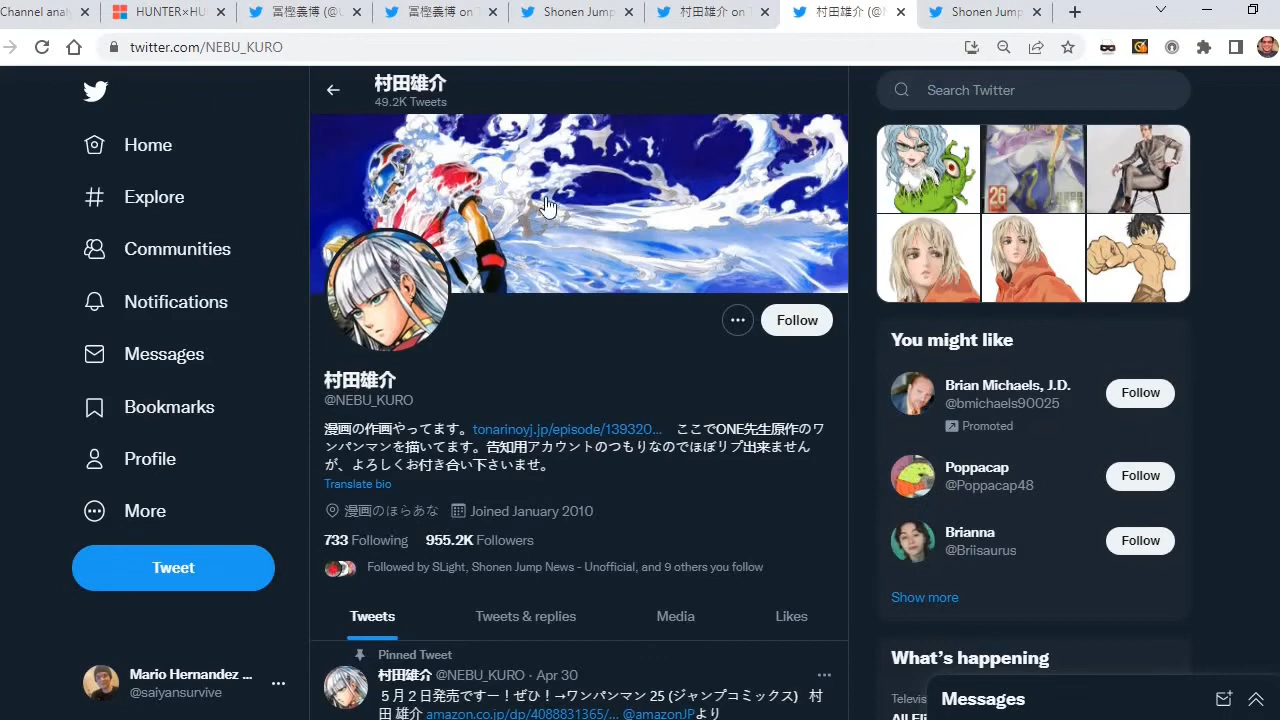 Channel analy
HUNTER×HU
冨樫義博 (@U
冨樫義博 on T
Shonen Jump
村田雄介 on T
村田雄介 (@N
Shonen Jump
twitter.com/NEBU_KURO
村田雄介
49.2K Tweets
Search Twitter
Home
Explore
Communities
Notifications
Messages
Bookmarks
Profile
More
Tweet
Mario Hernandez ...
@saiyansurvive
Follow
村田雄介
@NEBU_KURO
漫画の作画やってます。tonarinoyj.jp/episode/139320... ここでONE先生原作のワ
ンパンマンを描いてます。告知用アカウントのつもりなのでほぼリプ出来ません
が、よろしくお付き合い下さいませ。
Translate bio
漫画のほらあな Joined January 2010
733 Following 955.2K Followers
Followed by SLight, Shonen Jump News - Unofficial, and 9 others you follow
Tweets Tweets & replies Media Likes
Pinned Tweet
村田雄介 @NEBU_KURO · Apr 30
５月２日発売ですー！ぜひ！→ワンパンマン 25 (ジャンプコミックス) 村
田 雄介 amazon.co.jp/dp/4088831365/... @amazonJPより
26
You might like
Brian Michaels, J.D.
@bmichaels90025
Promoted
Follow
Poppacap
@Poppacap48
Follow
Brianna
@Briisaurus
Follow
Show more
What's happening
Televis
Messages